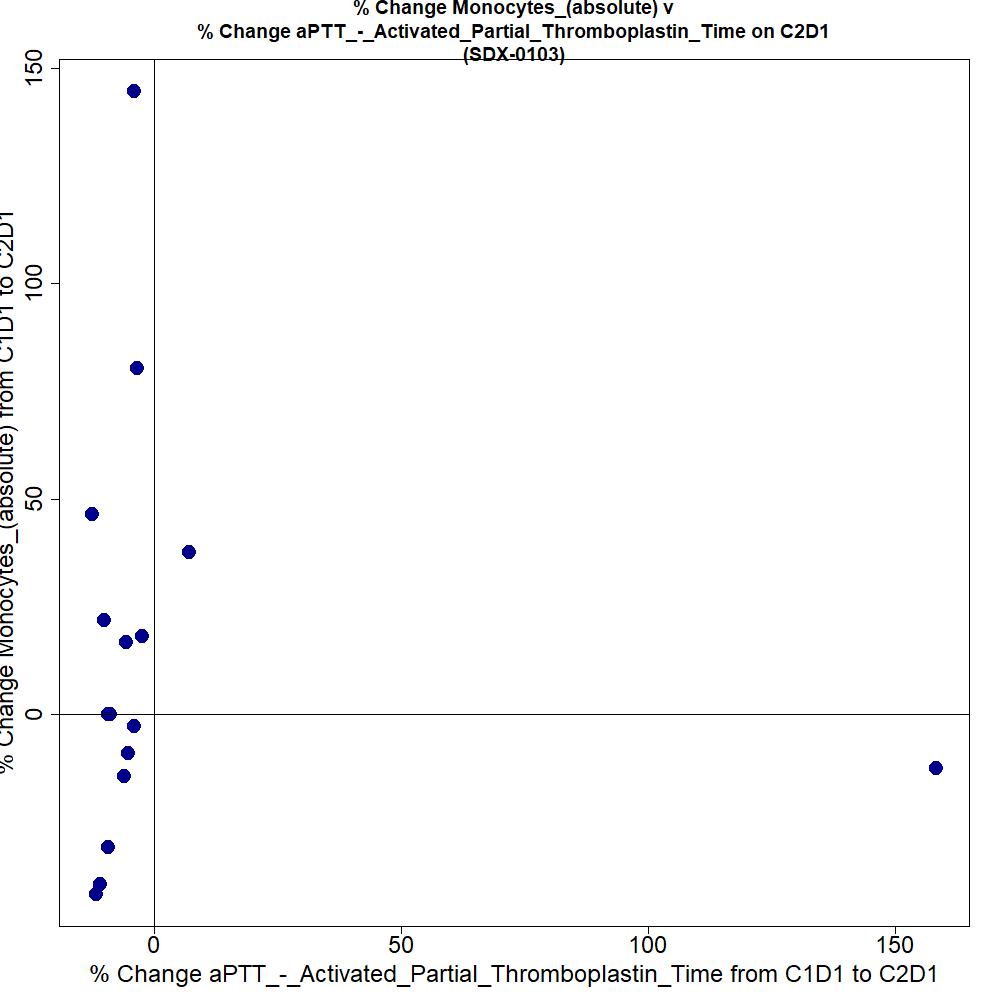 % Change Monocytes_(absolute) v
% Change aPTT_-_Activated_Partial_Thromboplastin_Time on C2D1
(SDX-0103)
% Change Monocytes_(absolute) from C1D1 to C2D1
150
100
50
0
0
50
100
150
% Change aPTT_-_Activated_Partial_Thromboplastin_Time from C1D1 to C2D1